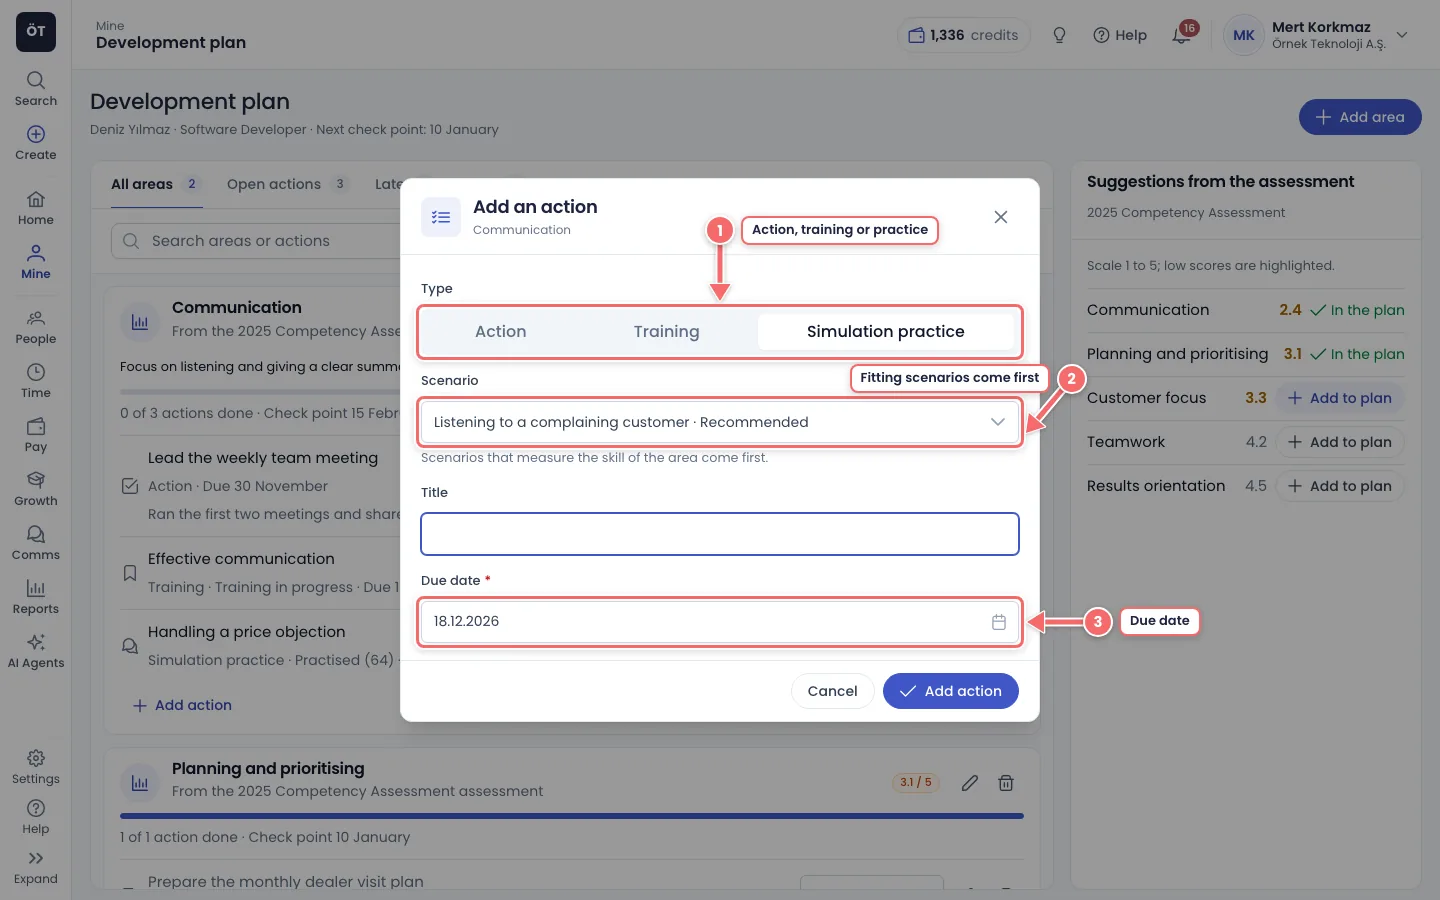 ÖT
Search
Create
Home
Mine
People
Time
Pay
Growth
Comms
Reports
AI Agents
Settings
Help
Expand
Mine
Development plan
1,336 credits
Help
16
MK
Mert Korkmaz
Örnek Teknoloji A.Ş.
Development plan
Deniz Yılmaz · Software Developer · Next check point: 10 January
Add area
All areas 2
Open actions 3
Late
Search areas or actions
Communication
From the 2025 Competency Asse
Focus on listening and giving a clear summ
0 of 3 actions done · Check point 15 Febr
Lead the weekly team meeting
Action · Due 30 November
Ran the first two meetings and share
Effective communication
Training · Training in progress · Due 1
Handling a price objection
Simulation practice · Practised (64) ·
Add action
Planning and prioritising
From the 2025 Competency Assessment assessment
3.1 / 5
1 of 1 action done · Check point 10 January
Prepare the monthly dealer visit plan
Add an action
Communication
1
Action, training or practice
Type
Action
Training
Simulation practice
Fitting scenarios come first
2
Scenario
Listening to a complaining customer · Recommended
Scenarios that measure the skill of the area come first.
Title
Due date *
18.12.2026
3
Due date
Cancel
Add action
Suggestions from the assessment
2025 Competency Assessment
Scale 1 to 5; low scores are highlighted.
Communication 2.4 In the plan
Planning and prioritising 3.1 In the plan
Customer focus 3.3 Add to plan
Teamwork 4.2 Add to plan
Results orientation 4.5 Add to plan